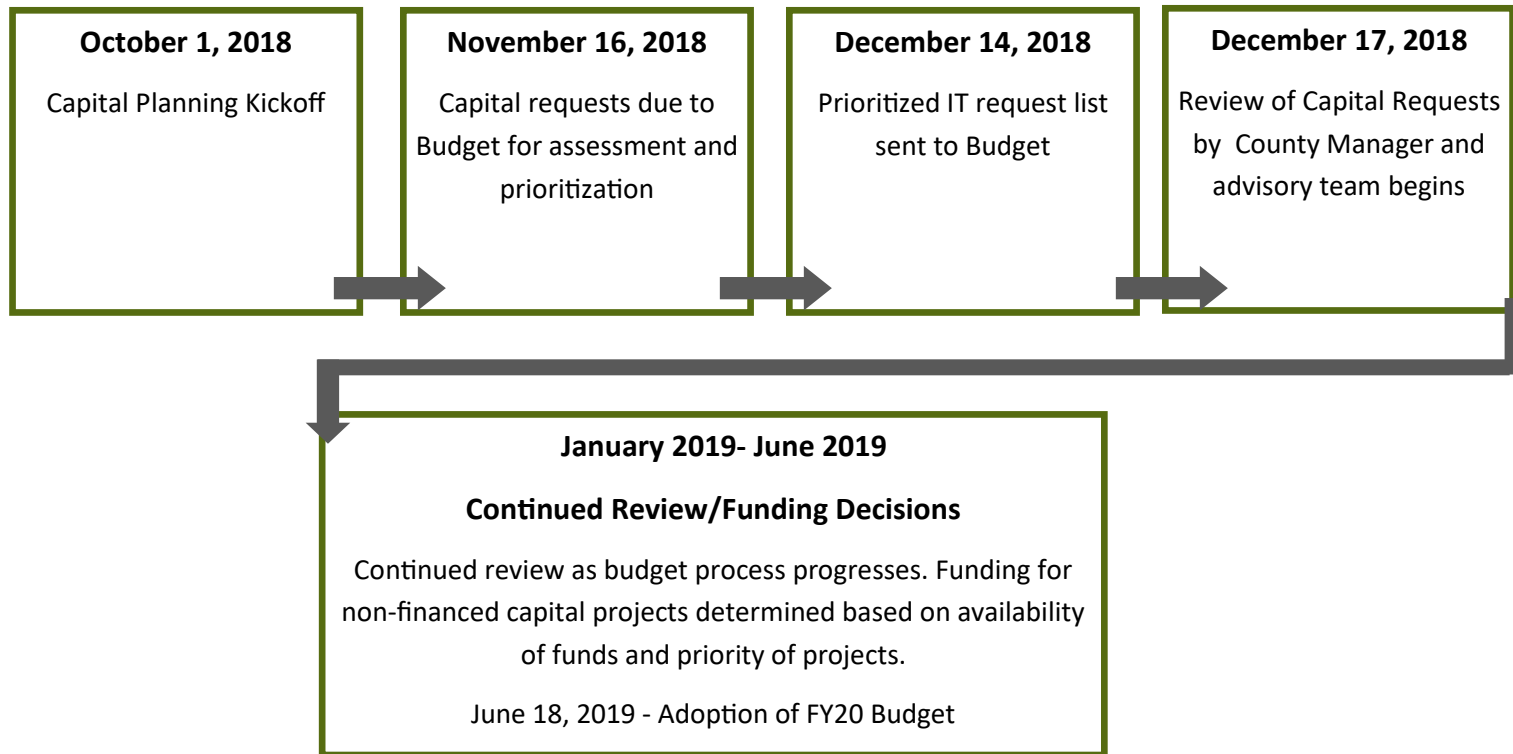 October 1, 2018
Capital Planning Kickoff
November 16, 2018
Capital requests due to
Budget for assessment and
prioritization
December 14, 2018
Prioritized IT request list
sent to Budget
December 17, 2018
Review of Capital Requests
by County Manager and
advisory team begins
January 2019- June 2019
Continued Review/Funding Decisions
Continued review as budget process progresses. Funding for
non-financed capital projects determined based on availability
of funds and priority of projects.
June 18, 2019 - Adoption of FY20 Budget